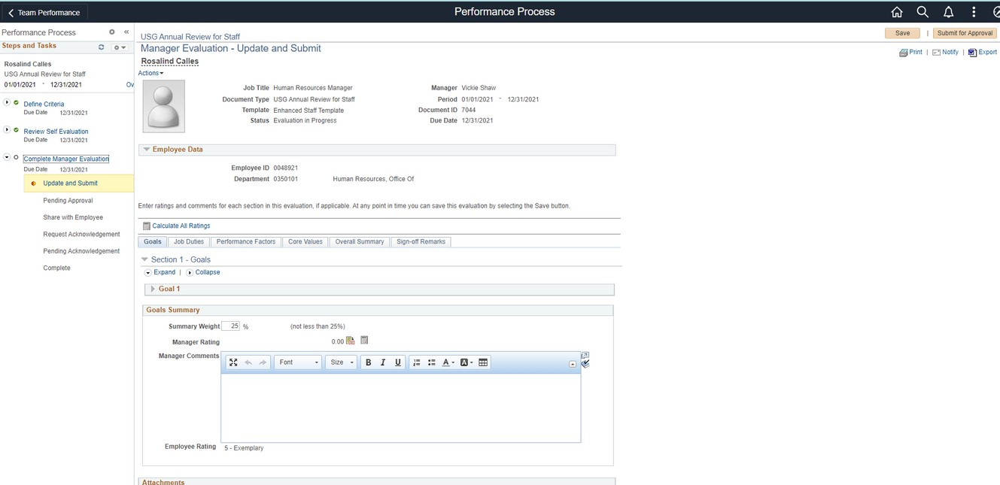 Team Performance
Performance Process
Performance Process
«
Steps and Tasks
Rosalind Calles
USG Annual Review for Staff
01/01/2021 - 12/31/2021 Ov
Define Criteria
Due Date 12/31/2021
Review Self Evaluation
Due Date 12/31/2021
Complete Manager Evaluation
Due Date 12/31/2021
Update and Submit
Pending Approval
Share with Employee
Request Acknowledgement
Pending Acknowledgement
Complete
Save | Submit for Approval
USG Annual Review for Staff
Manager Evaluation - Update and Submit
Print | Notify | Export
Rosalind Calles
Actions
Job Title Human Resources Manager Manager Vickie Shaw
Document Type USG Annual Review for Staff Period 01/01/2021 - 12/31/2021
Template Enhanced Staff Template Document ID 7044
Status Evaluation in Progress Due Date 12/31/2021
Employee Data
Employee ID 0048921
Department 0350101 Human Resources, Office Of
Enter ratings and comments for each section in this evaluation, if applicable. At any point in time you can save this evaluation by selecting the Save button.
Calculate All Ratings
Goals Job Duties Performance Factors Core Values Overall Summary Sign-off Remarks
Section 1 - Goals
Expand | Collapse
Goal 1
Goals Summary
Summary Weight 25 % (not less than 25%)
Manager Rating 0.00
Manager Comments
Font Size B I U A A
Employee Rating 5 - Exemplary
Attachments